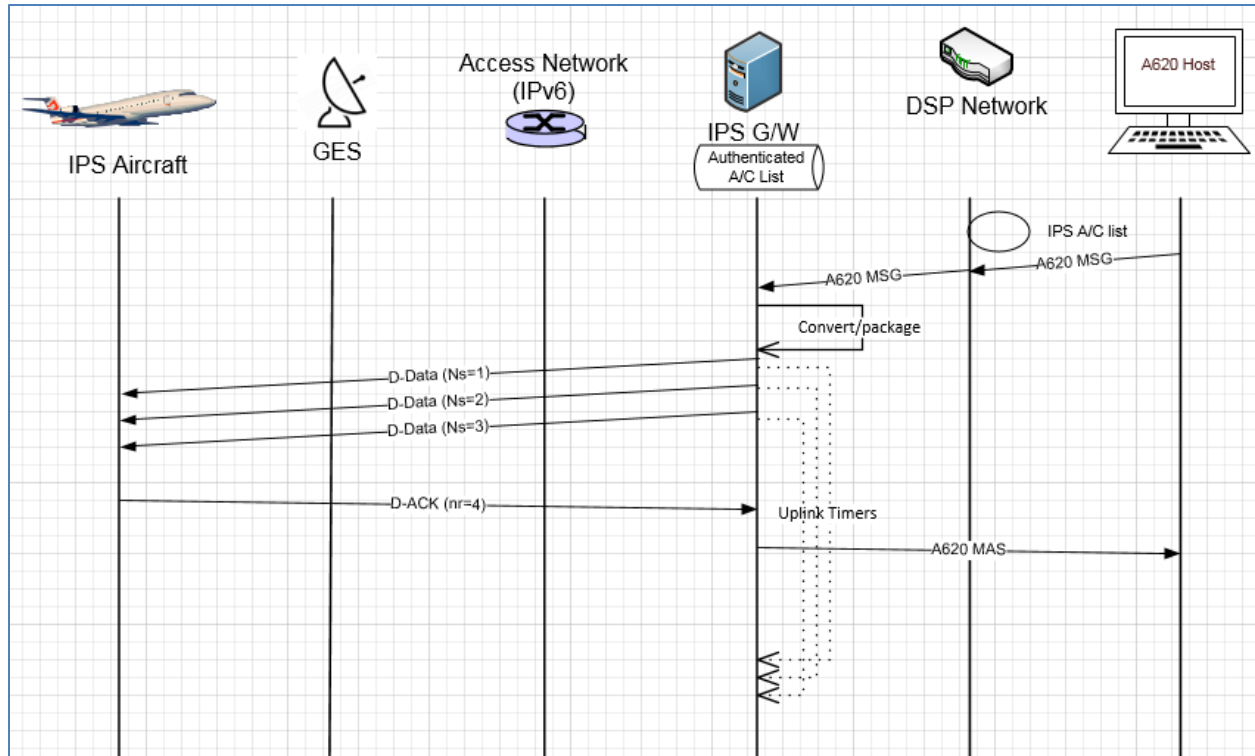 IPS Aircraft
GES
Access Network
(IPv6)
IPS G/W
Authenticated
A/C List
DSP Network
A620 Host
IPS A/C list
A620 MSG
A620 MSG
Convert/package
D-Data (Ns=1)
D-Data (Ns=2)
D-Data (Ns=3)
D-ACK (nr=4)
Uplink Timers
A620 MAS